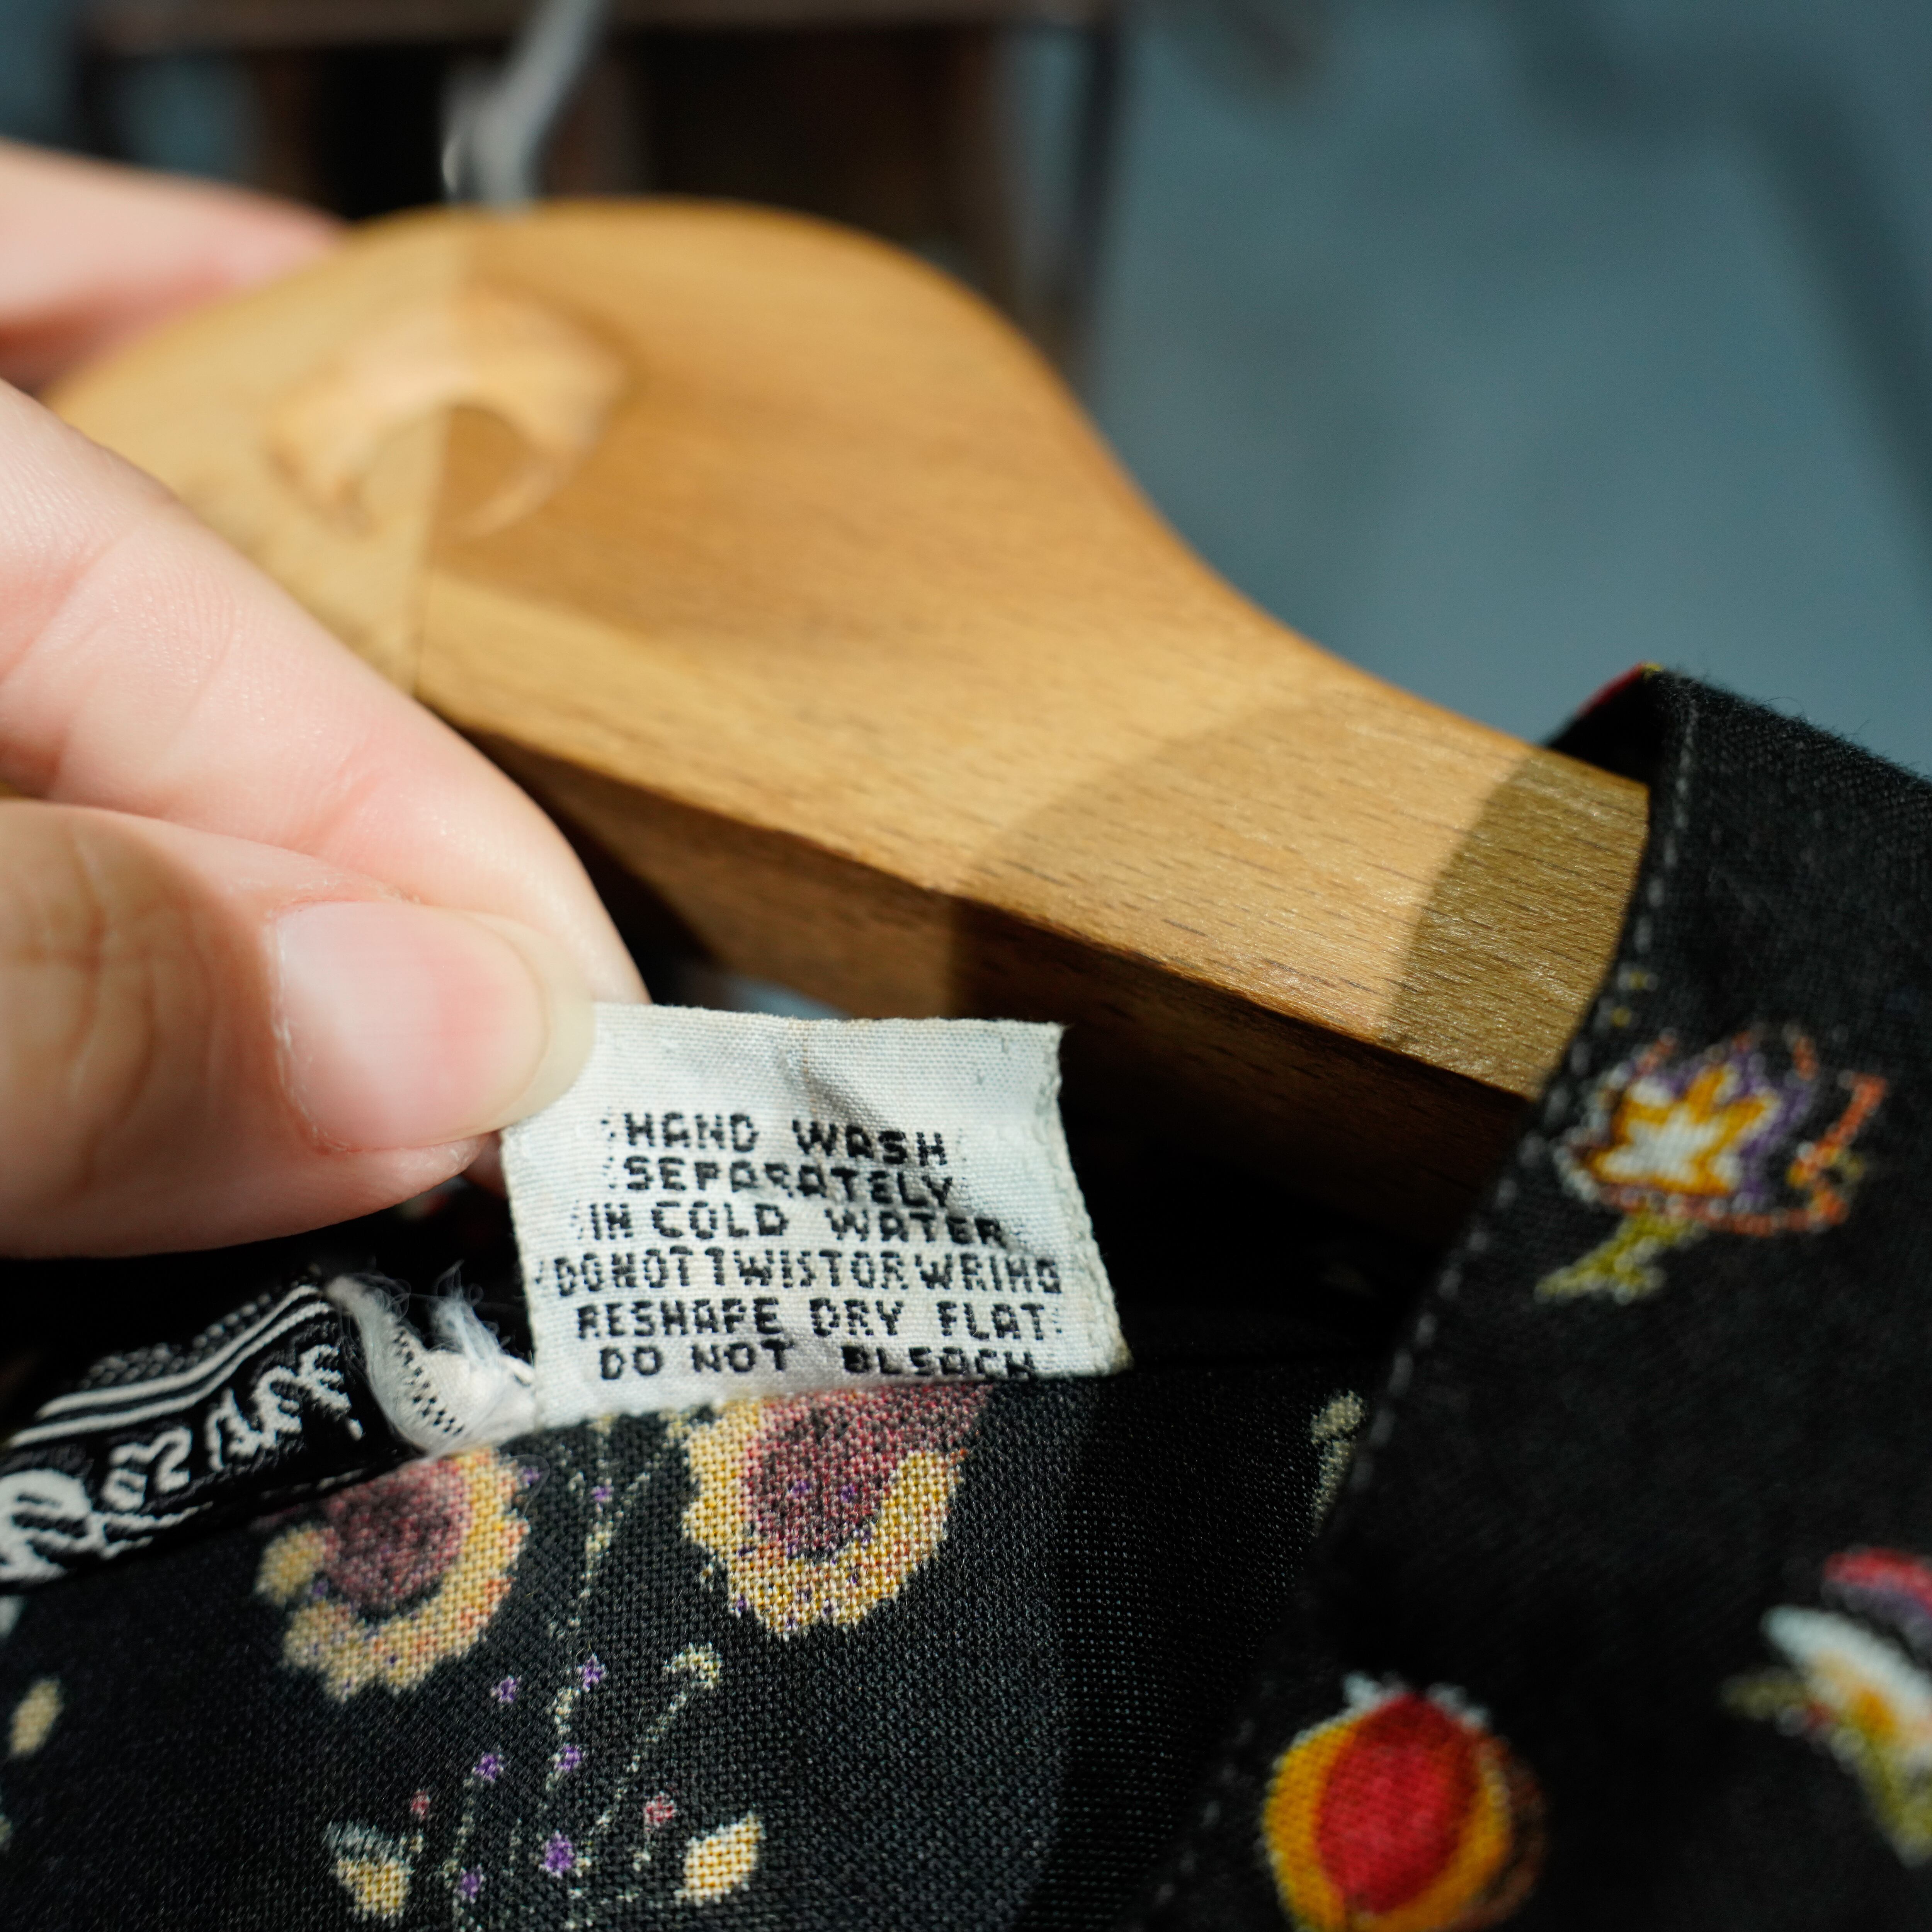 HAND WASH
SEPARATELY
IN COLD WATER
DO NOT TWIST OR WRING
RESHAPE DRY FLAT
DO NOT BLEACH